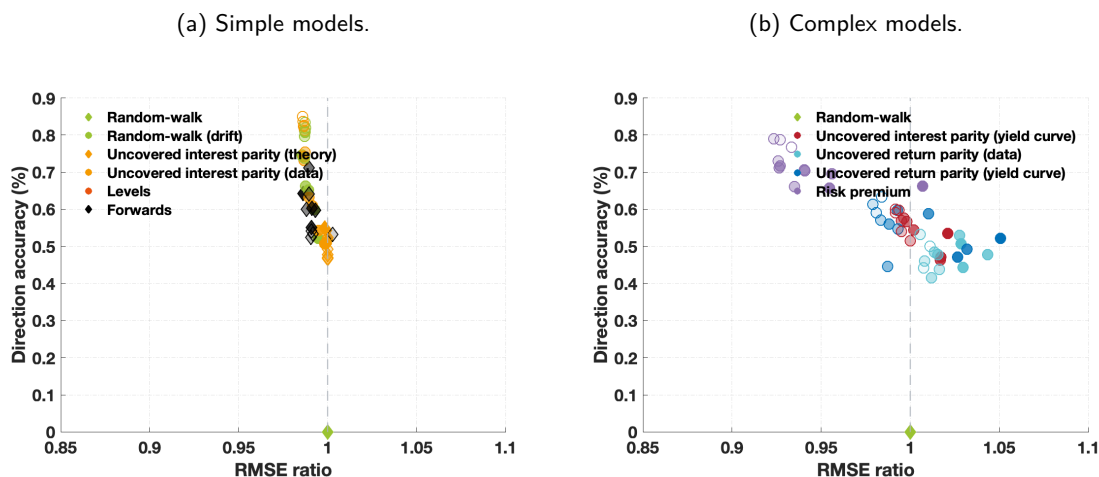 (a) Simple models.
0.9
0.8
0.7
0.6
0.5
0.4
0.3
0.2
0.1
0
Direction accuracy (%)
Random-walk
Random-walk (drift)
Uncovered interest parity (theory)
Uncovered interest parity (data)
Levels
Forwards
0.85
0.9
0.95
1
1.05
1.1
RMSE ratio
(b) Complex models.
0.9
0.8
0.7
0.6
0.5
0.4
0.3
0.2
0.1
0
Direction accuracy (%)
Random-walk
Uncovered interest parity (yield curve)
Uncovered return parity (data)
Uncovered return parity (yield curve)
Risk premium
0.85
0.9
0.95
1
1.05
1.1
RMSE ratio